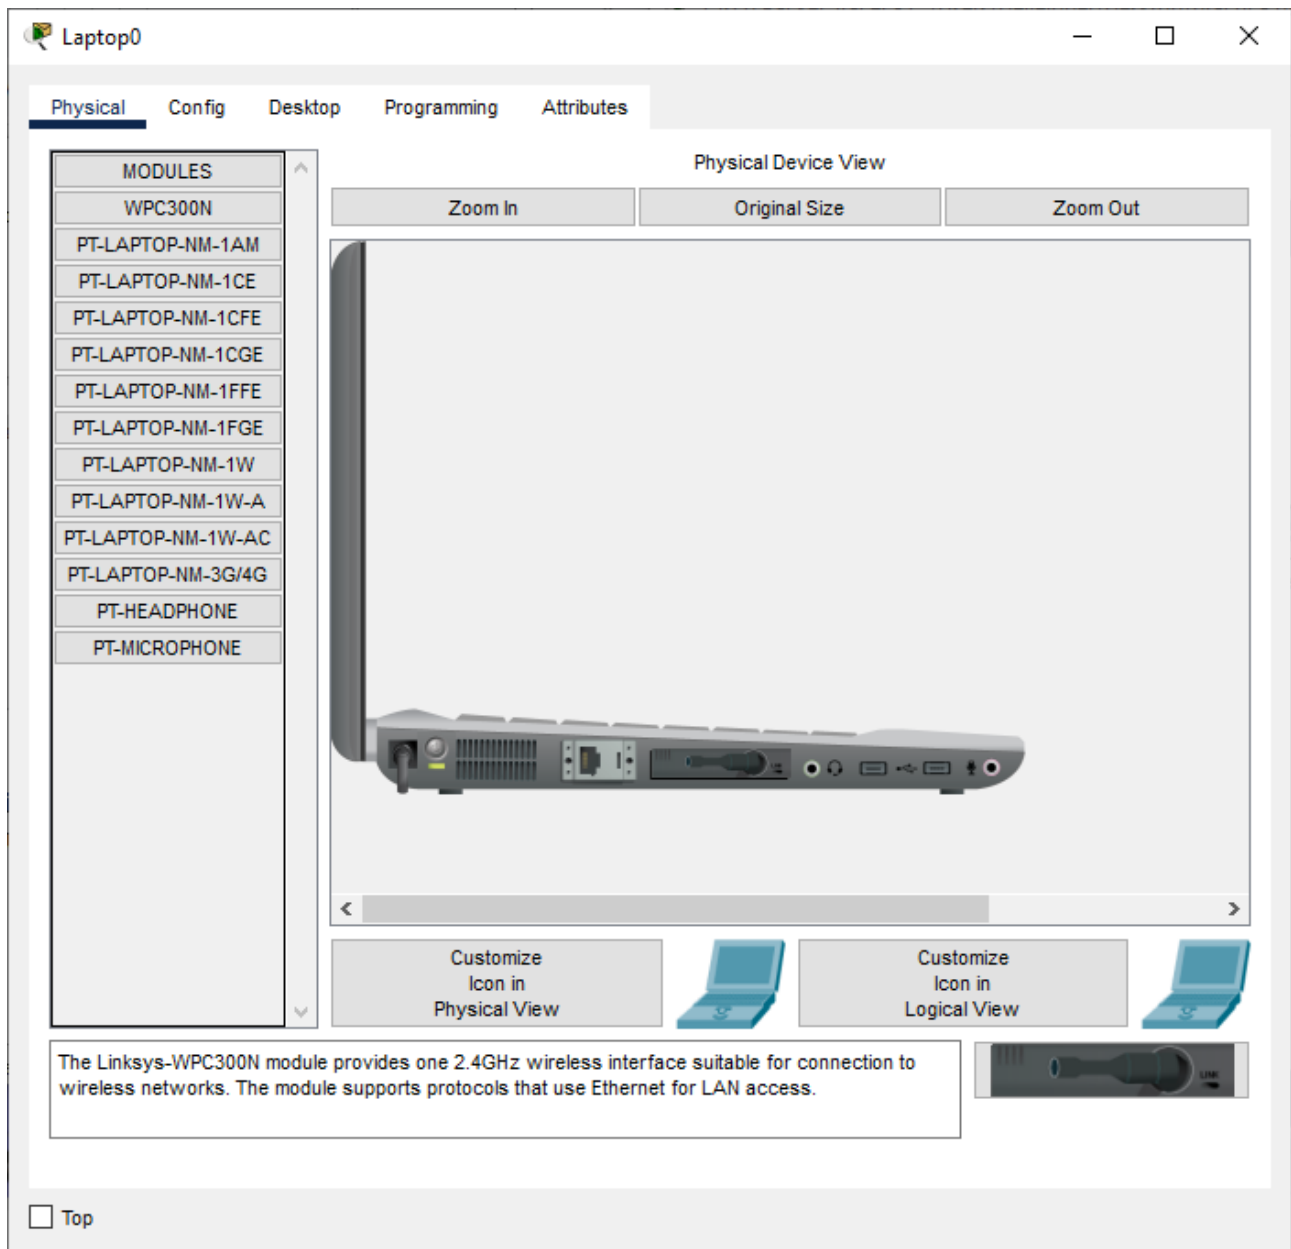 Laptop0
Physical
Config
Desktop
Programming
Attributes
MODULES
WPC300N
PT-LAPTOP-NM-1AM
PT-LAPTOP-NM-1CE
PT-LAPTOP-NM-1CFE
PT-LAPTOP-NM-1CGE
PT-LAPTOP-NM-1FFE
PT-LAPTOP-NM-1FGE
PT-LAPTOP-NM-1W
PT-LAPTOP-NM-1W-A
PT-LAPTOP-NM-1W-AC
PT-LAPTOP-NM-3G/4G
PT-HEADPHONE
PT-MICROPHONE
Physical Device View
Zoom In
Original Size
Zoom Out
Customize
Icon in
Physical View
Customize
Icon in
Logical View
The Linksys-WPC300N module provides one 2.4GHz wireless interface suitable for connection to
wireless networks. The module supports protocols that use Ethernet for LAN access.
LINK
Top